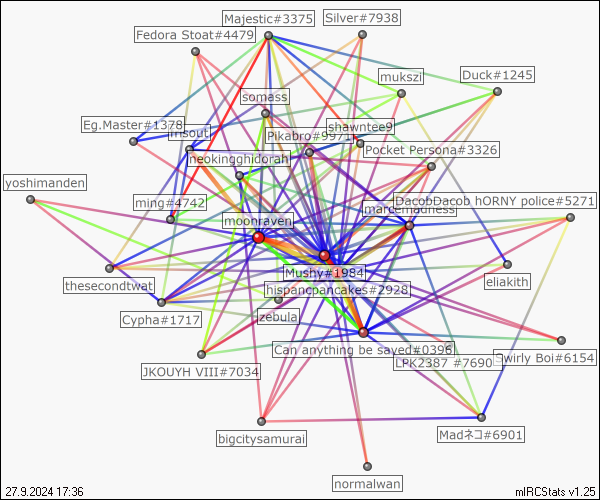 Majestic#3375
Silver#7938
Fedora Stoat#4479
mukszi
Duck#1245
somass
Eg.Master#1378
msout
Pikabro#9971
shawntee9
Pocket Persona#3326
neokingghidorah
yoshimanden
ming#4742
DacobDacob hORNY police#5271
marcemadness
moonraven
Mushy#1984
thesecondtwat
eliakith
hispancpancakes#2928
zebula
Cypha#1717
Can anything be saved#0396
Swirly Boi#6154
LPK2387 #7690
JKOUYH VIII#7034
bigcitysamurai
Madネコ#6901
normalwan
27.9.2024 17:36
mIRCStats v1.25